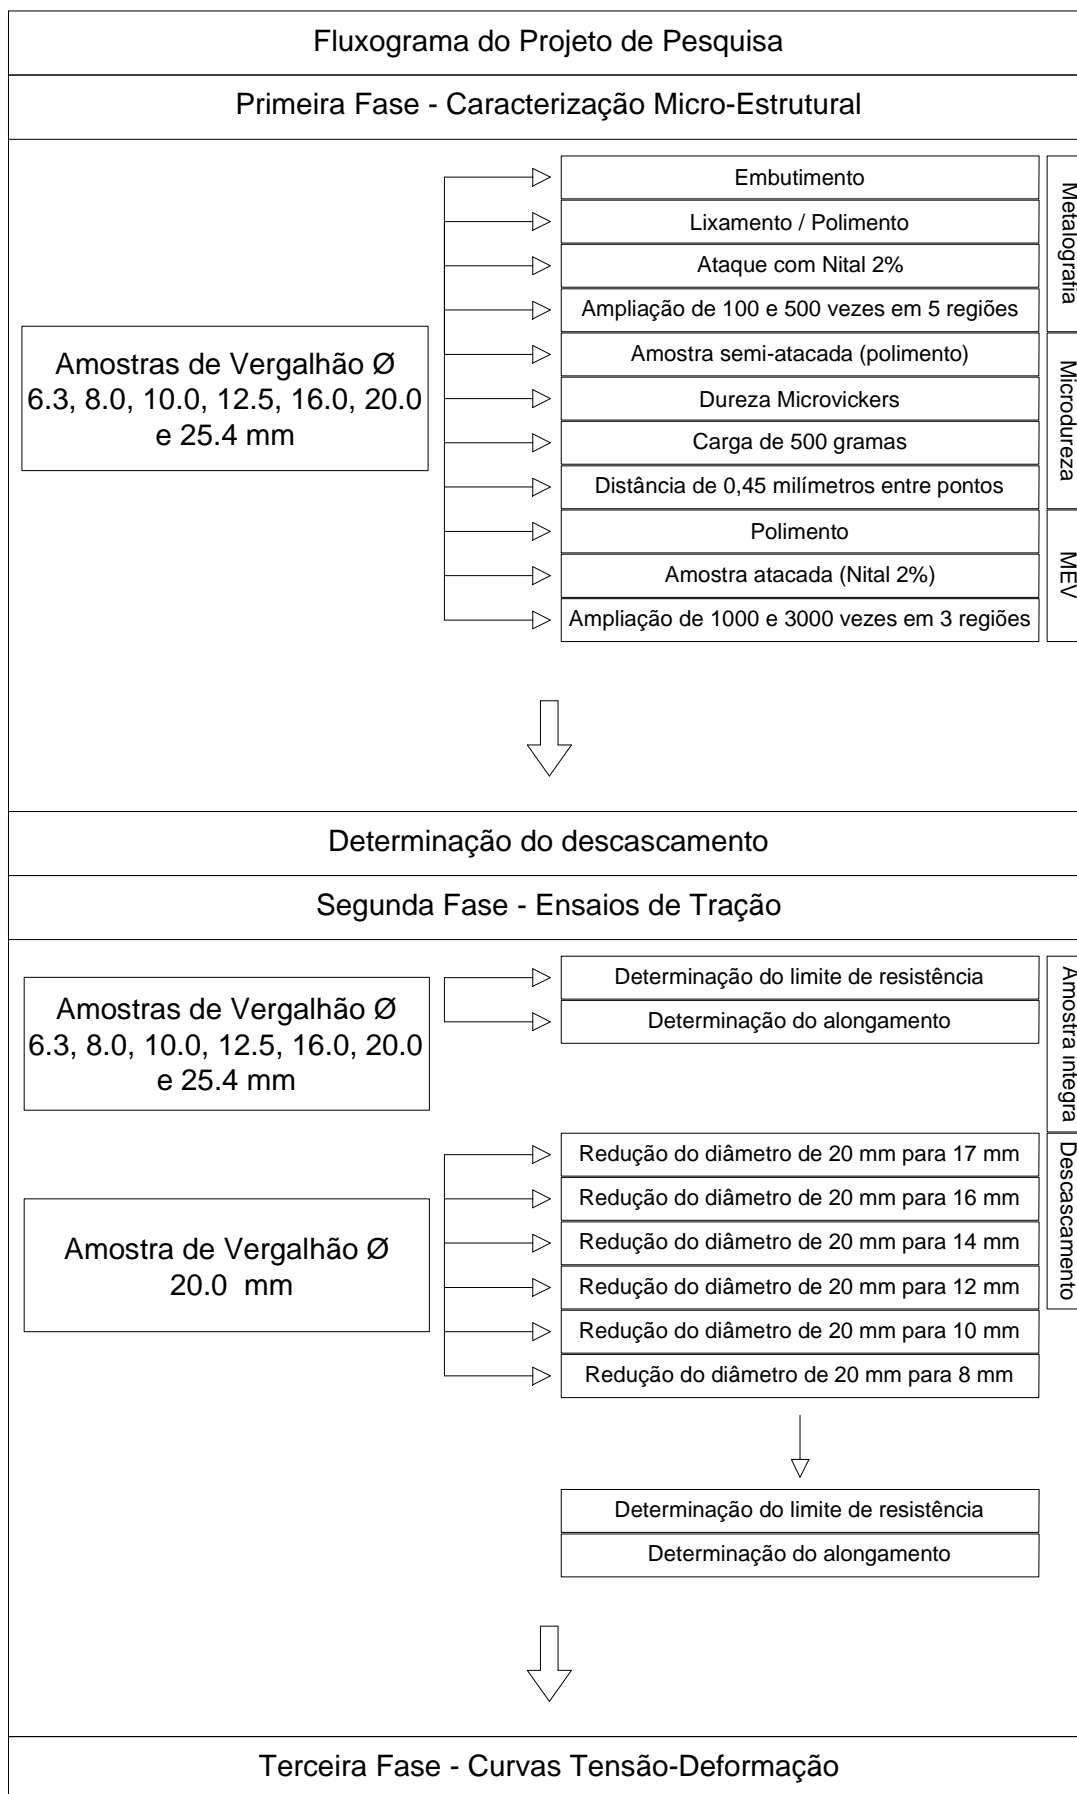 Fluxograma do Projeto de Pesquisa
Primeira Fase - Caracterização Micro-Estrutural
Amostras de Vergalhão Ø
6.3, 8.0, 10.0, 12.5, 16.0, 20.0
e 25.4 mm
Embutimento
Lixamento / Polimento
Ataque com Nital 2%
Ampliação de 100 e 500 vezes em 5 regiões
Metalografia
Amostra semi-atacada (polimento)
Dureza Microvickers
Carga de 500 gramas
Distância de 0,45 milímetros entre pontos
Microdureza
Polimento
Amostra atacada (Nital 2%)
Ampliação de 1000 e 3000 vezes em 3 regiões
MEV
Determinação do descascamento
Segunda Fase - Ensaios de Tração
Amostras de Vergalhão Ø
6.3, 8.0, 10.0, 12.5, 16.0, 20.0
e 25.4 mm
Determinação do limite de resistência
Determinação do alongamento
Amostra integra
Amostra de Vergalhão Ø
20.0 mm
Redução do diâmetro de 20 mm para 17 mm
Redução do diâmetro de 20 mm para 16 mm
Redução do diâmetro de 20 mm para 14 mm
Redução do diâmetro de 20 mm para 12 mm
Redução do diâmetro de 20 mm para 10 mm
Redução do diâmetro de 20 mm para 8 mm
Descascamento
Determinação do limite de resistência
Determinação do alongamento
Terceira Fase - Curvas Tensão-Deformação